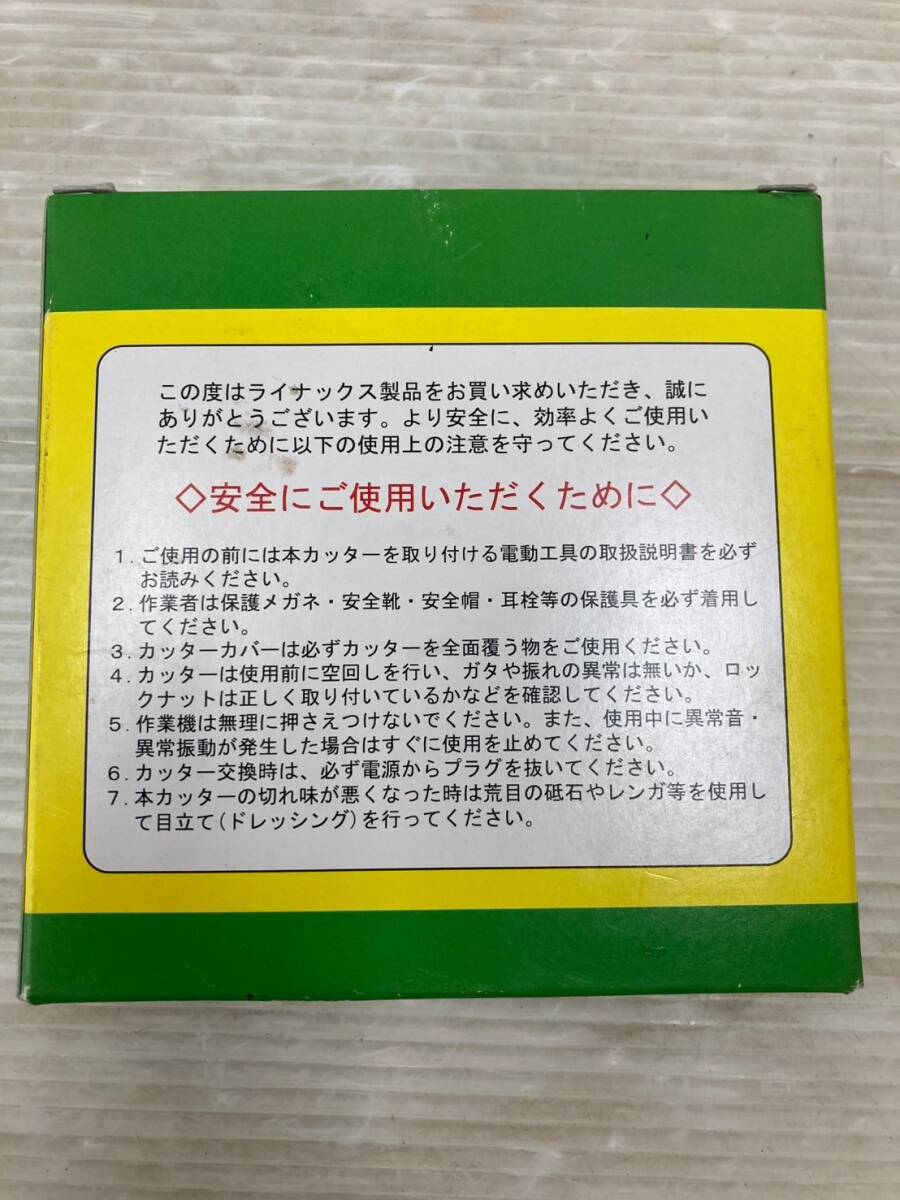 この度はライナックス製品をお買い求めいただき、誠に
ありがとうございます。より安全に、効率よくご使用い
ただくために以下の使用上の注意を守ってください。
◇安全にご使用いただくために◇
1．ご使用の前には本カッターを取り付ける電動工具の取扱説明書を必ず
お読みください。
2．作業者は保護メガネ・安全靴・安全帽・耳栓等の保護具を必ず着用し
てください。
3．カッターカバーは必ずカッターを全面覆う物をご使用ください。
4．カッターは使用前に空回しを行い、ガタや振れの異常は無いか、ロッ
クナットは正しく取り付いているかなどを確認してください。
5．作業機は無理に押さえつけないでください。また、使用中に異常音・
異常振動が発生した場合はすぐに使用を止めてください。
6．カッター交換時は、必ず電源からプラグを抜いてください。
7．本カッターの切れ味が悪くなった時は荒目の砥石やレンガ等を使用し
て目立て(ドレッシング)を行ってください。